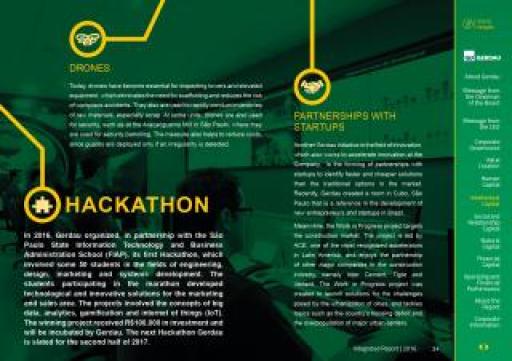 DRONES
Today, drones have become essential for inspecting towers and elevated
equipment, which eliminates the need for scaffolding and reduces the risk
of workplace accidents. They are also used to rapidly conduct inventories
of raw materials, especially scrap. At some units, drones are also used
for security, such as at the Araçariguama Mill in São Paulo, where they
are used for security patrolling. The measure also helps to reduce costs,
since guards are deployed only if an irregularity is detected.
HACKATHON
In 2016, Gerdau organized, in partnership with the São
Paulo State Information Technology and Business
Administration School (FIAP), its first Hackathon, which
involved some 50 students in the fields of engineering,
design, marketing and systems development. The
students participating in the marathon developed
technological and innovative solutions for the marketing
and sales area. The projects involved the concepts of big
data, analytics, gamification and internet of things (IoT).
The winning project received R$100,000 in investment and
will be incubated by Gerdau. The next Hackathon Gerdau
is slated for the second half of 2017.
PARTNERSHIPS WITH
STARTUPS
Another Gerdau initiative in the field of innovation,
which also works to accelerate innovation at the
Company, is the forming of partnerships with
startups to identify faster and cheaper solutions
than the traditional options in the market.
Recently, Gerdau created a room in Cubo, São
Paulo that is a reference in the development of
new entrepreneurs and startups in Brazil.
Meanwhile, the Work in Progress project targets
the construction market. The project is led by
ACE, one of the most recognized accelerators
in Latin America, and enjoys the partnership
of other major companies in the construction
industry, namely Inter Cement, Tigre and
Vedacit. The Work in Progress project was
created to launch solutions for the challenges
posed by the urbanization of cities, and tackles
topics such as the country's housing deficit and
the overpopulation of major urban centers.
Integrated Report | 2016 34
GERDAU
About Gerdau
Message from
the Chairman
of the Board
Message from
the CEO
Corporate
Governance
Value
Creation
Human
Capital
Intellectual
Capital
Social and
Relationship
Capital
Natural
Capital
Financial
Capital
Operating and
Financial
Performance
About the
Report
Corporate
Information